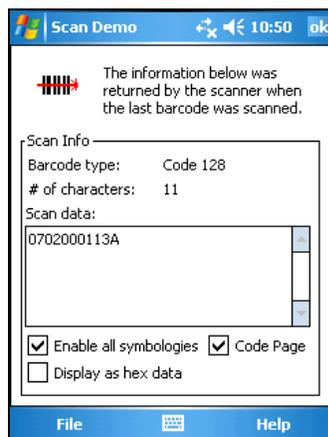 Scan Demo 10:50 ok
The information below was
returned by the scanner when
the last barcode was scanned.
Scan Info
Barcode type: Code 128
# of characters: 11
Scan data:
0702000113A
Enable all symbologies Code Page
Display as hex data
File Help